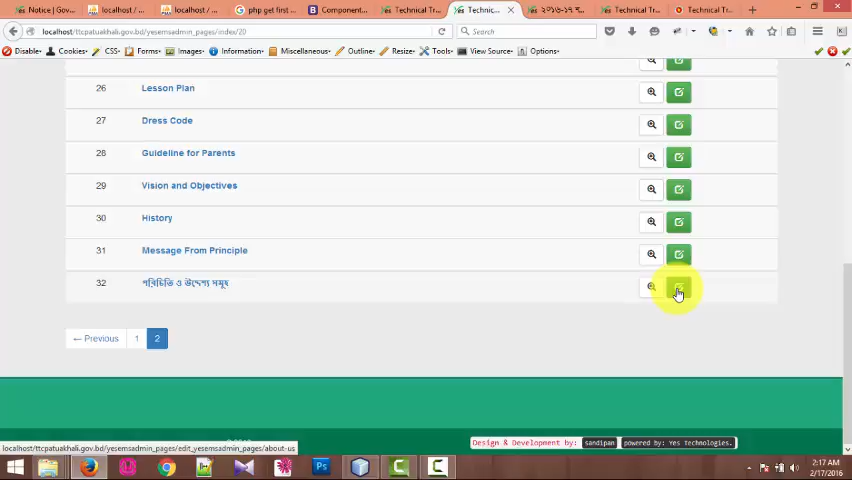 Notice | Gov...
localhost / ...
localhost / ...
php get first ...
Component...
Technical Tr...
Technic...
Technical Tr...
Technical Tr...
localhost/ttcpatuakhali.gov.bd/yesemsadmin_pages/index/20
Search
Disable
Cookies
CSS
Forms
Images
Information
Miscellaneous
Outline
Resize
Tools
View Source
Options
26 Lesson Plan
27 Dress Code
28 Guideline for Parents
29 Vision and Objectives
30 History
31 Message From Principle
32 পরিচিতি ও উদ্দেশ্য সমূহ
← Previous 1 2
localhost/ttcpatuakhali.gov.bd/yesemsadmin_pages/edit_yesemsadmin_pages/about-us
Design & Development by: sandipan powered by: Yes Technologies.
2:17 AM
2/17/2016